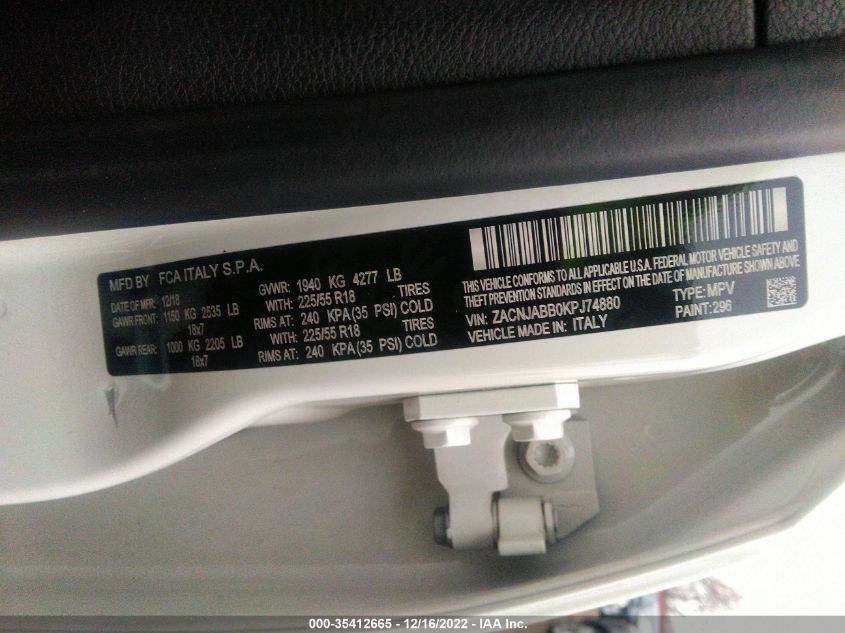 MFD BY FCA ITALY S.P.A.
DATE OF MFR: 12/18 GVWR: 1940 KG 4277 LB
GAWR FRONT: 1150 KG 2535 LB WITH: 225/55 R18 TIRES
18x7 RIMS AT: 240 KPA(35 PSI) COLD
GAWR REAR: 1000 KG 2205 LB WITH: 225/55 R18 TIRES
18x7 RIMS AT: 240 KPA(35 PSI) COLD
THIS VEHICLE CONFORMS TO ALL APPLICABLE U.S.A. FEDERAL MOTOR VEHICLE SAFETY AND
THEFT PREVENTION STANDARDS IN EFFECT ON THE DATE OF MANUFACTURE SHOWN ABOVE
VIN: ZACNJABB0KPJ74880 TYPE: MPV
VEHICLE MADE IN: ITALY PAINT: 296
000-35412665 - 12/16/2022 - IAA Inc.